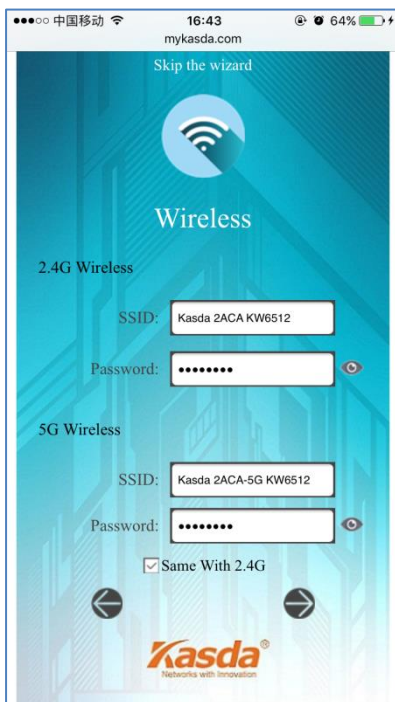 中国移动 16:43 64%
mykasda.com
Skip the wizard
Wireless
2.4G Wireless
SSID: Kasda 2ACA KW6512
Password: ••••••••
5G Wireless
SSID: Kasda 2ACA-5G KW6512
Password: ••••••••
Same With 2.4G
Kasda®
Networks with Innovation